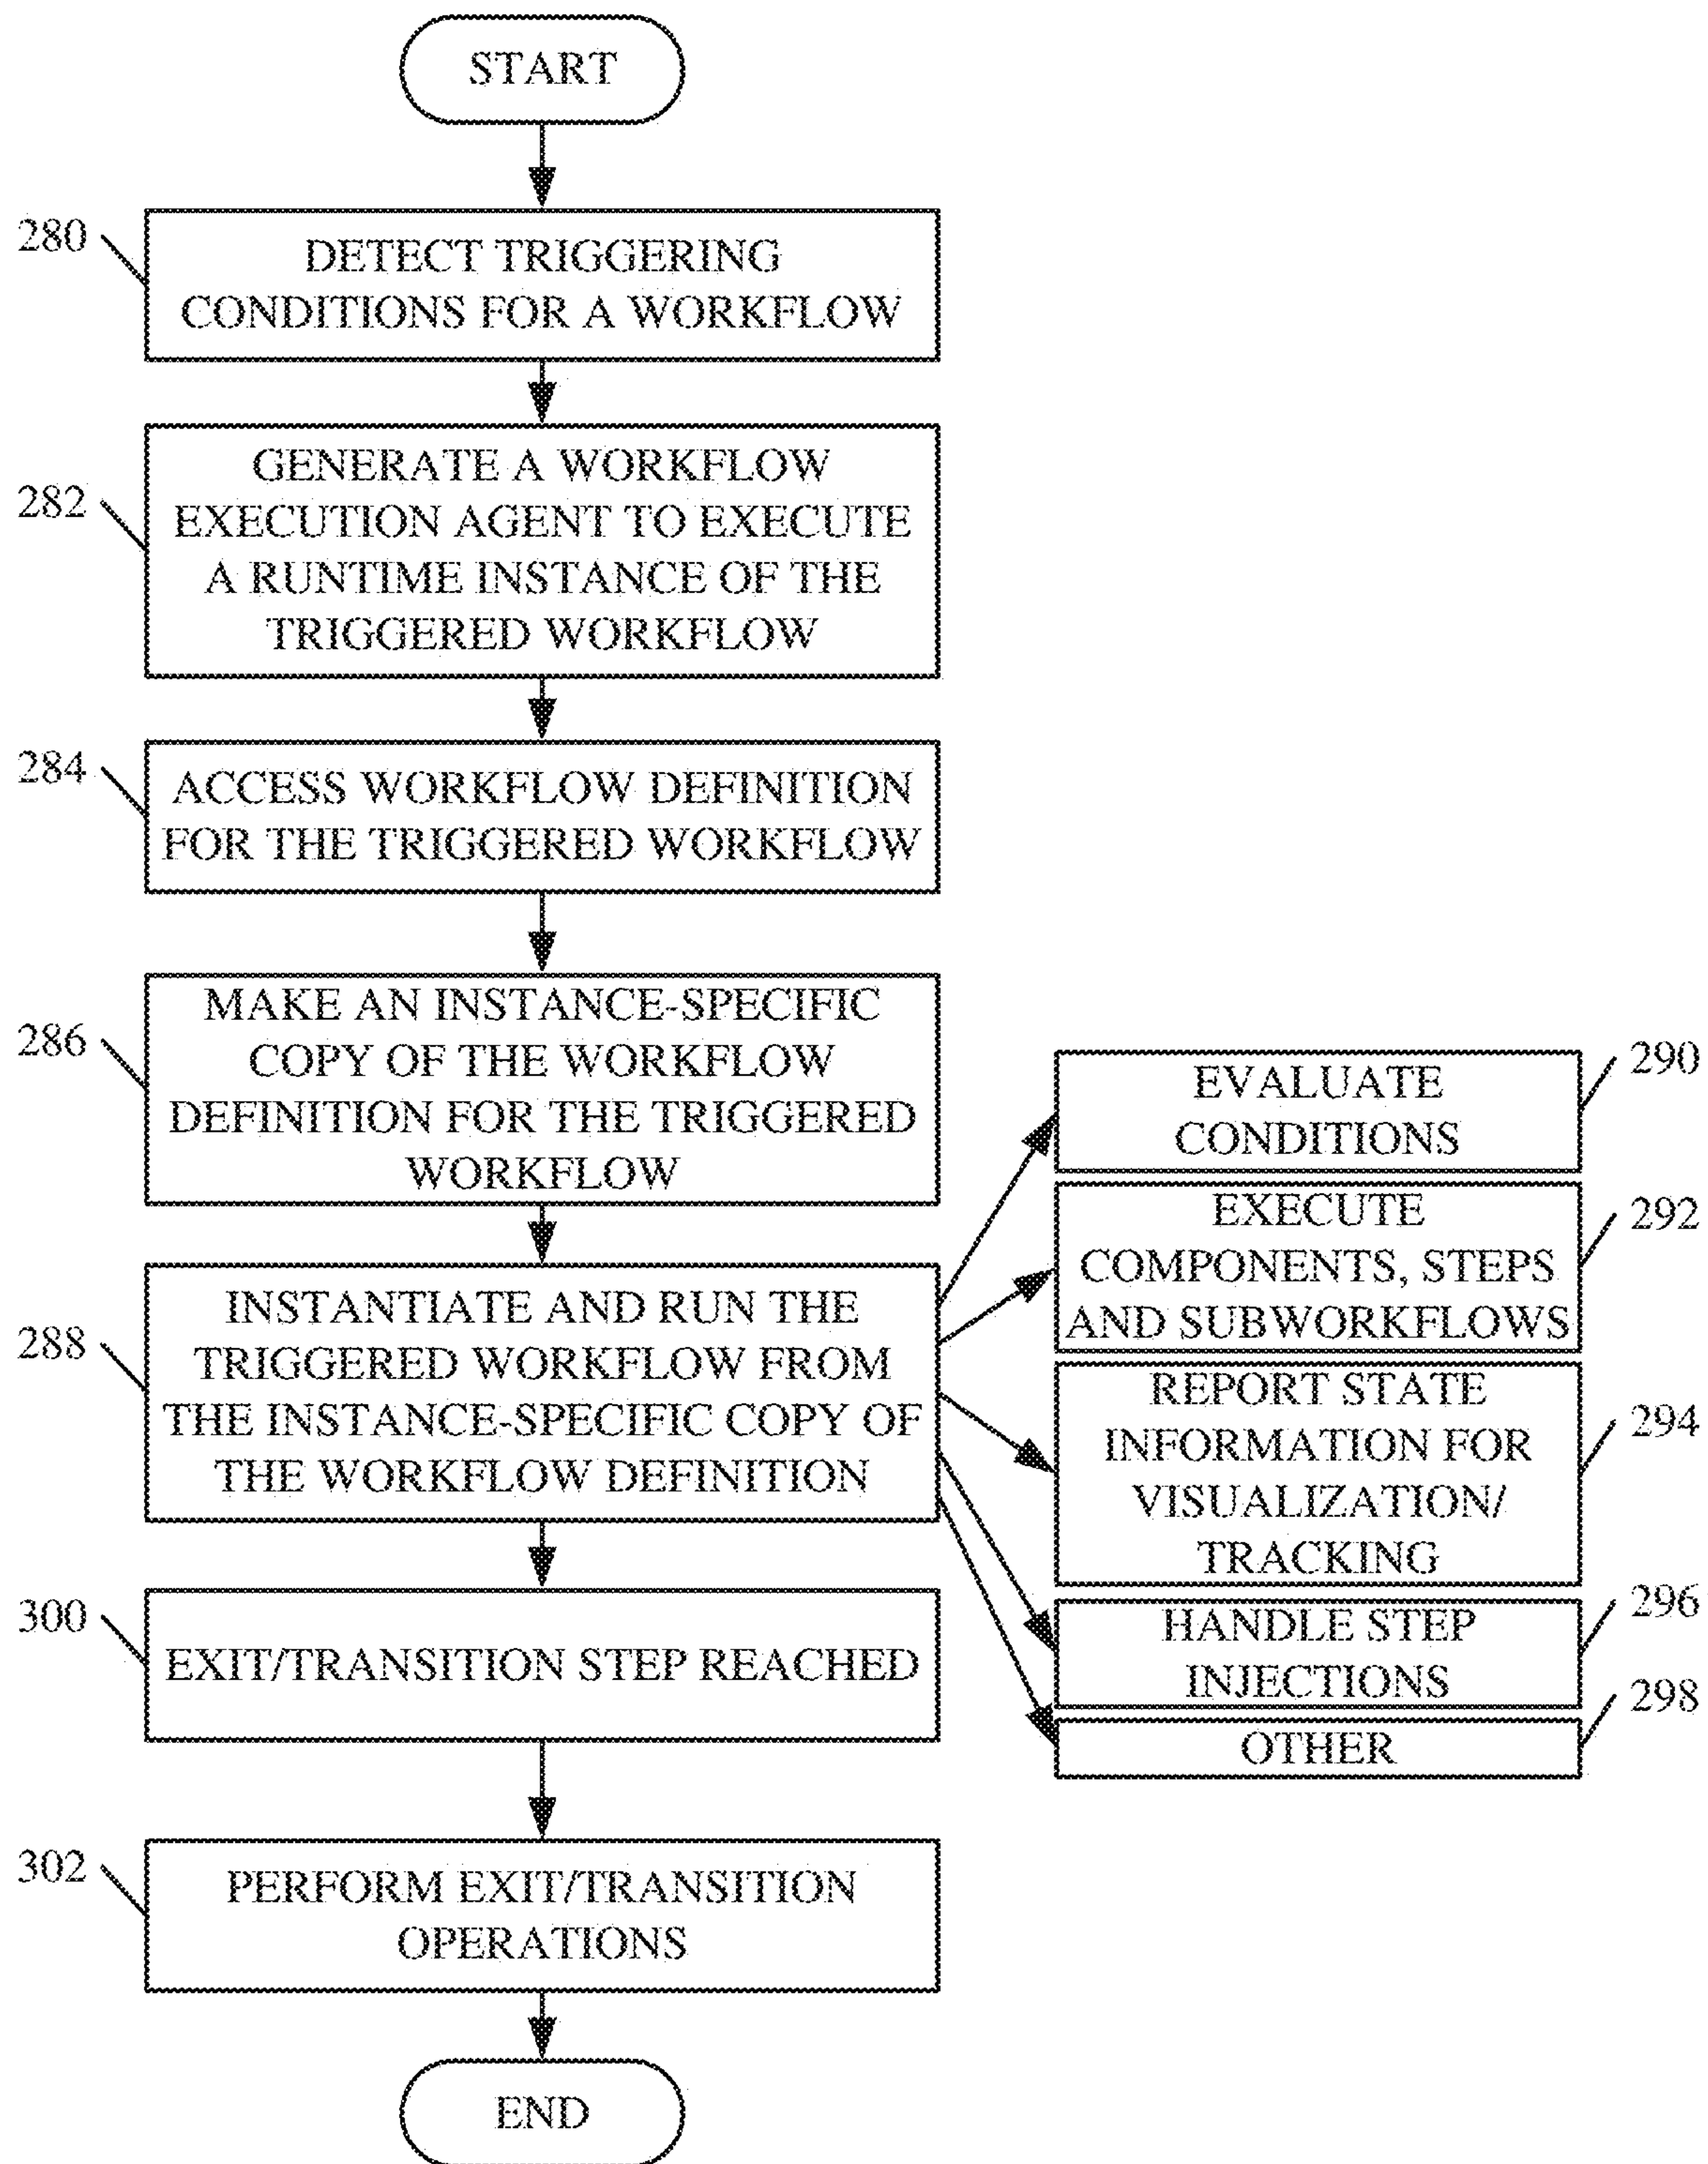 START
280
DETECT TRIGGERING
CONDITIONS FOR A WORKFLOW
282
GENERATE A WORKFLOW
EXECUTION AGENT TO EXECUTE
A RUNTIME INSTANCE OF THE
TRIGGERED WORKFLOW
284
ACCESS WORKFLOW DEFINITION
FOR THE TRIGGERED WORKFLOW
286
MAKE AN INSTANCE-SPECIFIC
COPY OF THE WORKFLOW
DEFINITION FOR THE TRIGGERED
WORKFLOW
288
INSTANTIATE AND RUN THE
TRIGGERED WORKFLOW FROM
THE INSTANCE-SPECIFIC COPY OF
THE WORKFLOW DEFINITION
290
EVALUATE
CONDITIONS
292
EXECUTE
COMPONENTS, STEPS
AND SUBWORKFLOWS
294
REPORT STATE
INFORMATION FOR
VISUALIZATION/
TRACKING
296
HANDLE STEP
INJECTIONS
298
OTHER
300
EXIT/TRANSITION STEP REACHED
302
PERFORM EXIT/TRANSITION
OPERATIONS
END